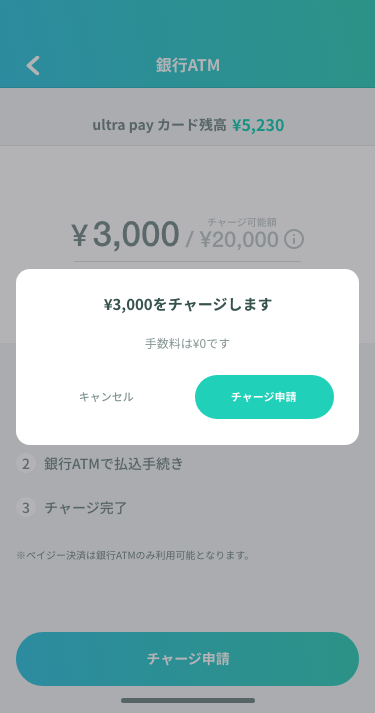 銀行ATM
ultra pay カード残高 ¥5,230
チャージ可能額
¥3,000 / ¥20,000
¥3,000をチャージします
手数料は¥0です
キャンセル
チャージ申請
2 銀行ATMで払込手続き
3 チャージ完了
※ペイジー決済は銀行ATMのみ利用可能となります。
チャージ申請